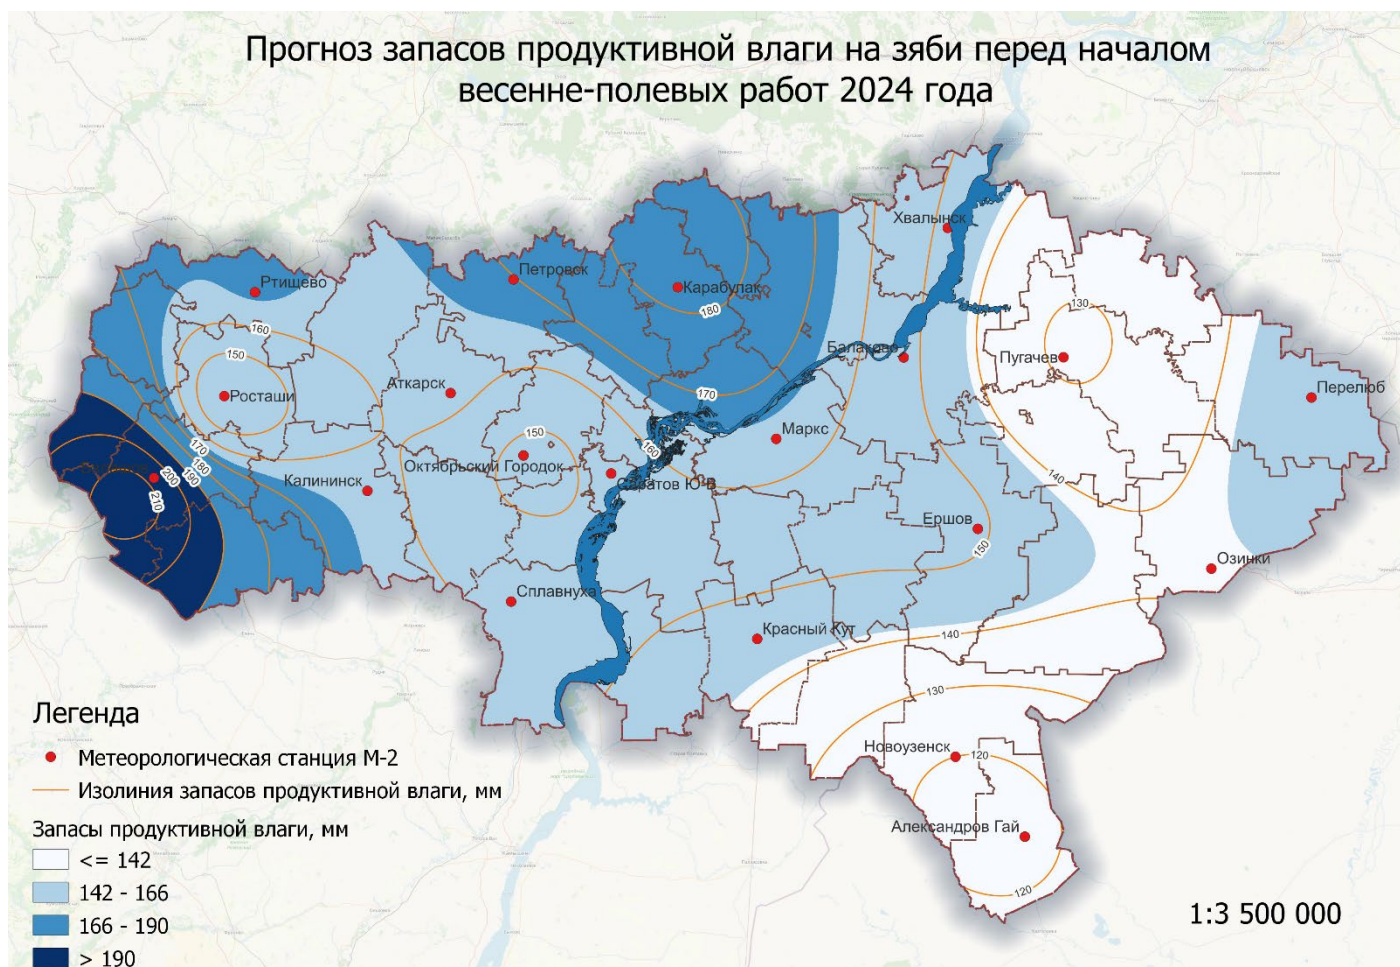 Прогноз запасов продуктивной влаги на зяби перед началом
весенне-полевых работ 2024 года
Хвалынск
Петровск
Ртищево
Карабулак
180
130
160
150
Балаково
Пугачев
Аткарск
Перелюб
Росташи
170
Маркс
150
160
170
180
190
200
210
Октябрьский Городок
Калининск
Саратов Ю-В
140
Ершов
150
Озинки
Сплавнуха
Красный Кут
140
130
Новоузенск
120
Александров Гай
120
Легенда
Метеорологическая станция М-2
Изолиния запасов продуктивной влаги, мм
Запасы продуктивной влаги, мм
<= 142
142 - 166
166 - 190
> 190
1:3 500 000